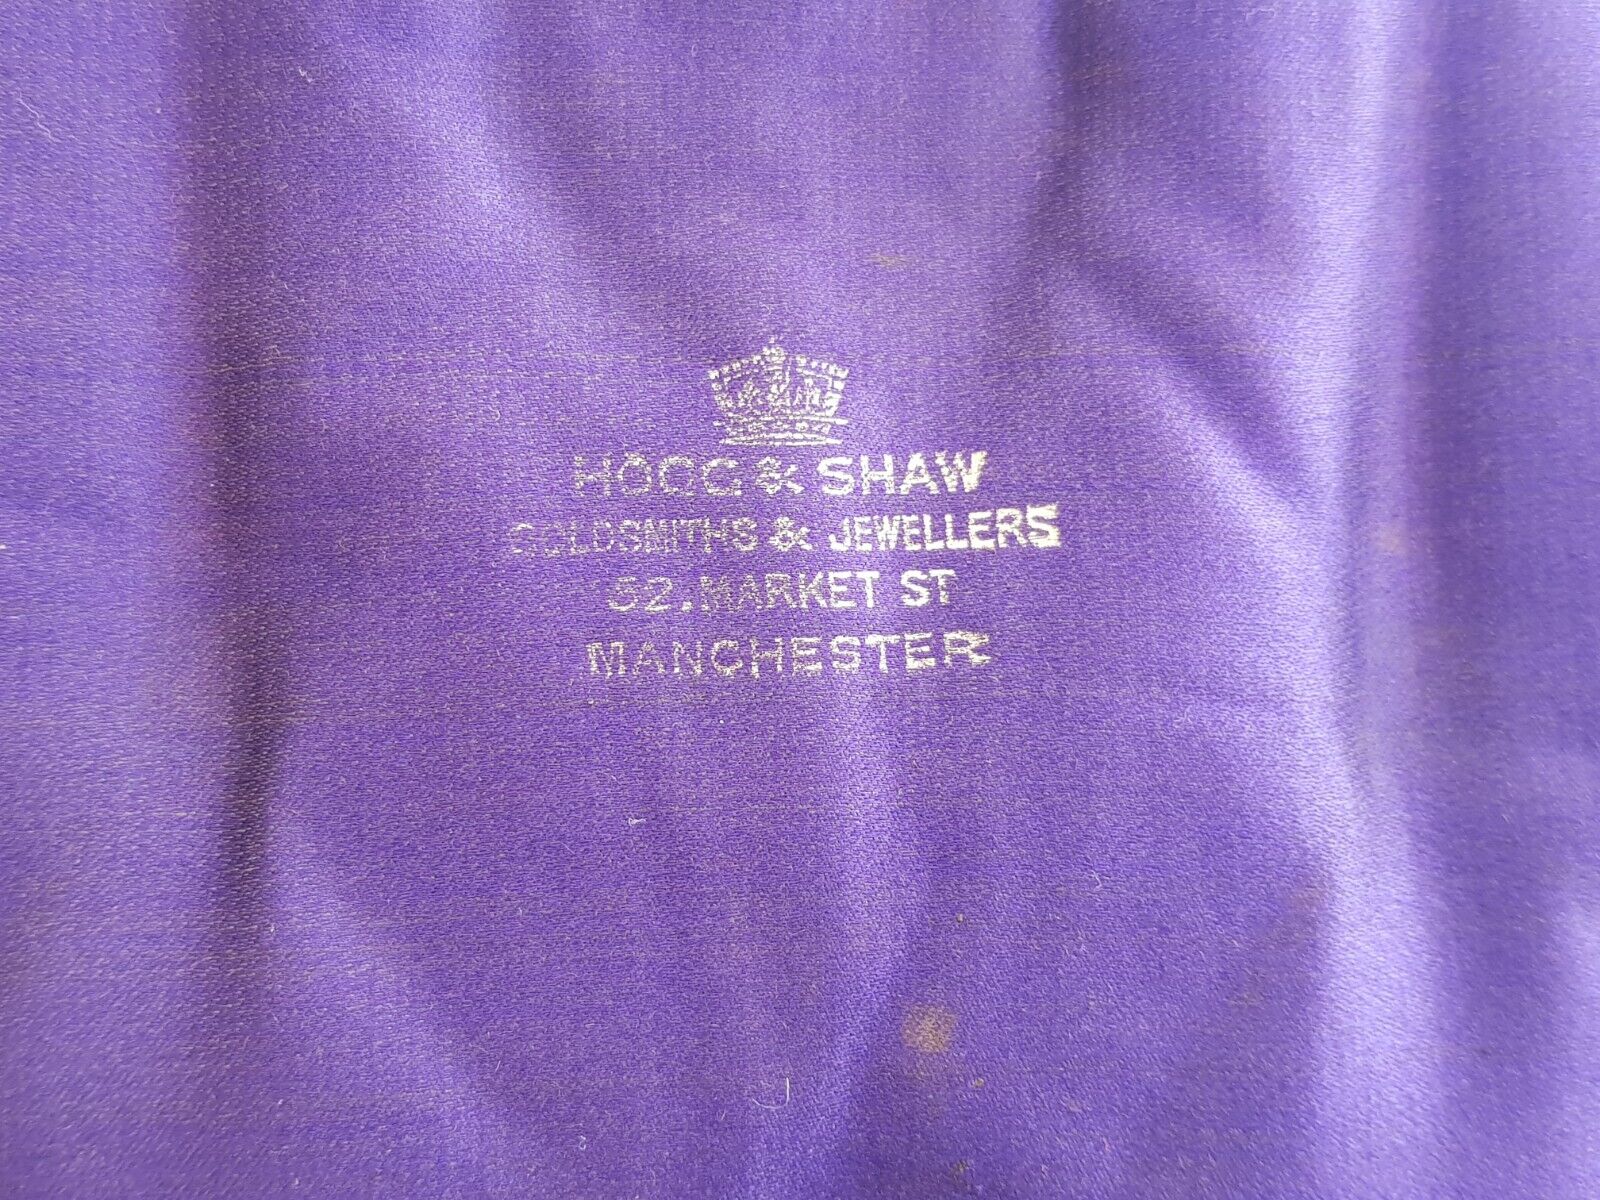 HOGG & SHAW
GOLDSMITHS & JEWELLERS
52, MARKET ST
MANCHESTER